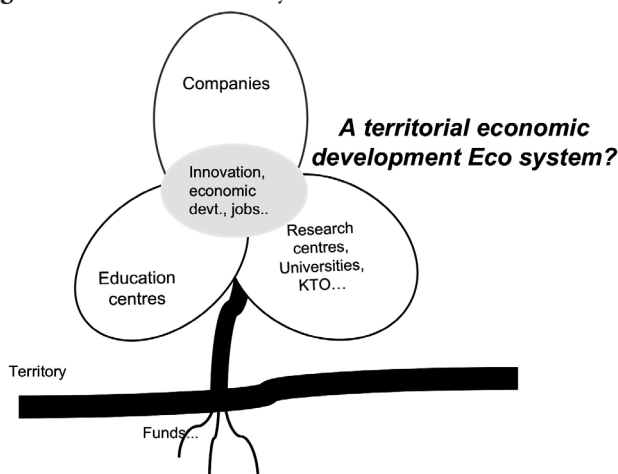 Companies
A territorial economic
development Eco system?
Innovation,
economic
devt., jobs..
Research
centres,
Universities,
KTO...
Education
centres
Territory
Funds...